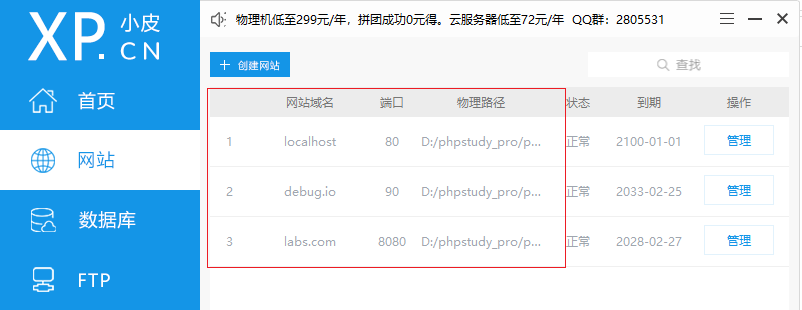 XP.CN 小皮
物理机低至299元/年，拼团成功0元得。云服务器低至72元/年 QQ群：2805531
首页
网站
数据库
FTP
+ 创建网站
查找
网站域名 端口 物理路径 状态 到期 操作
1 localhost 80 D:/phpstudy_pro/p... 正常 2100-01-01 管理
2 debug.io 90 D:/phpstudy_pro/p... 正常 2033-02-25 管理
3 labs.com 8080 D:/phpstudy_pro/p... 正常 2028-02-27 管理